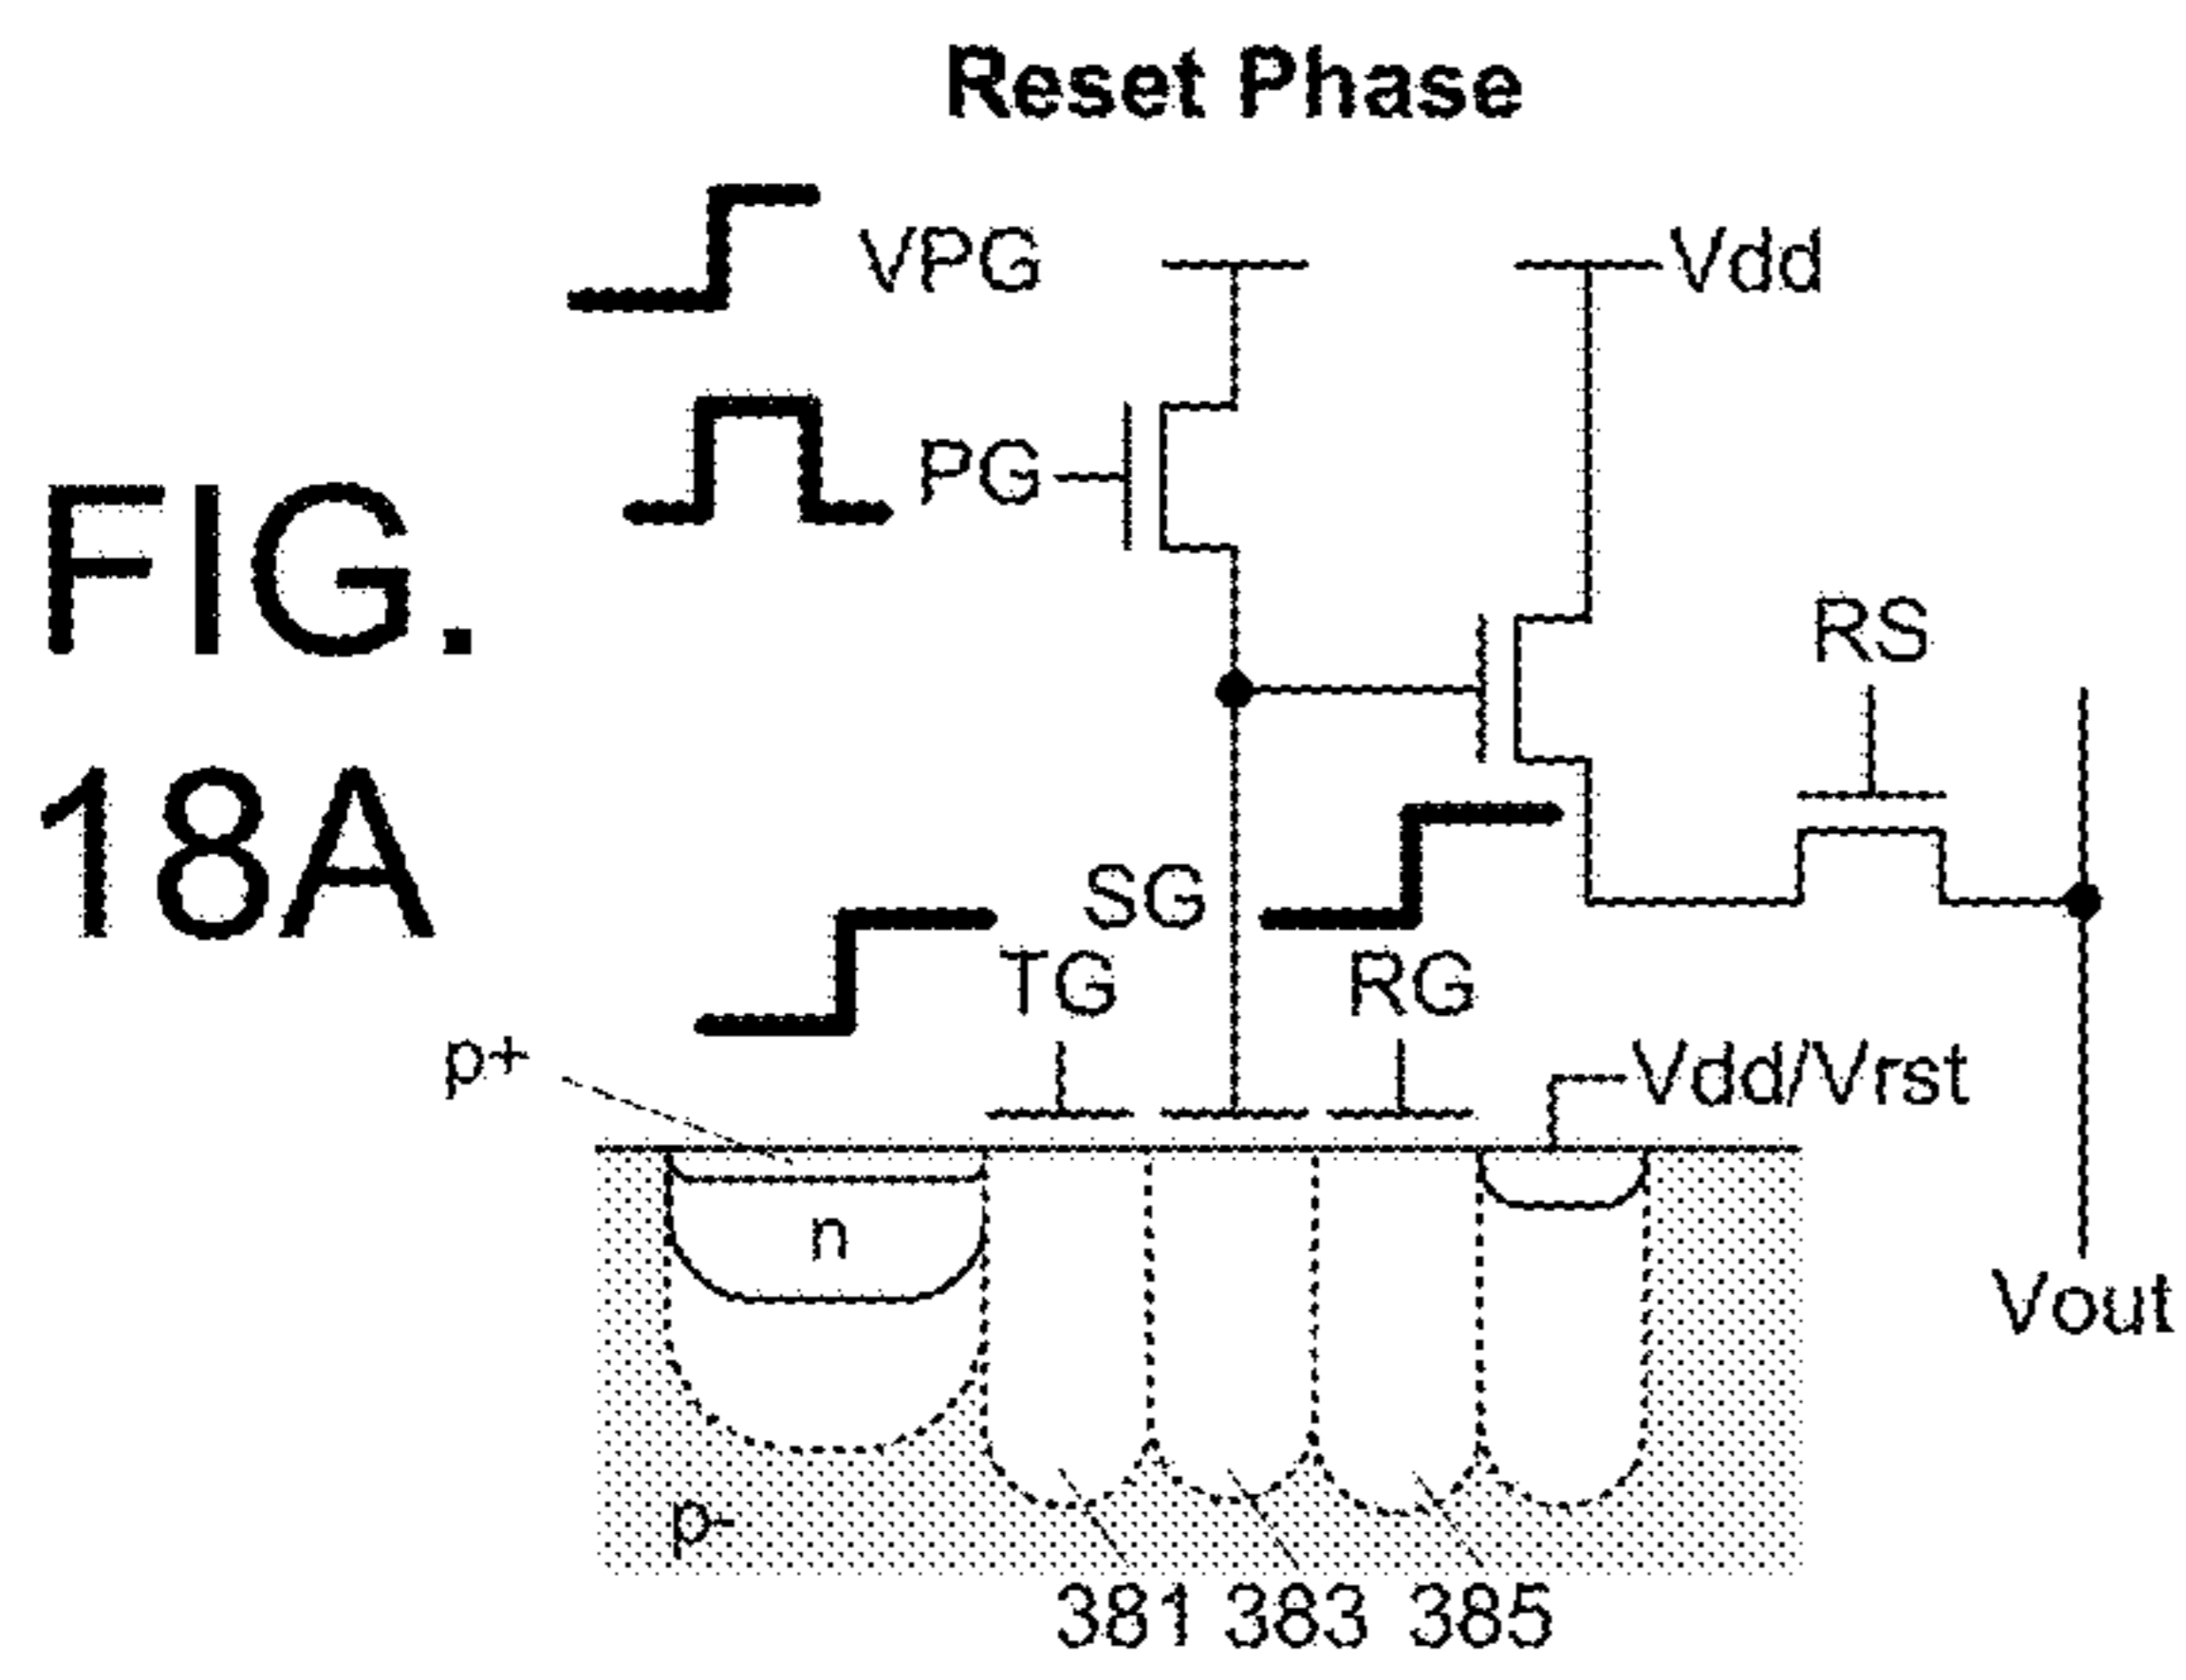 Reset Phase
VPG
Vdd
PG
FIG.
18A
RS
SG
TG
RG
p+
Vdd/Vrst
n
Vout
p-
381 383 385